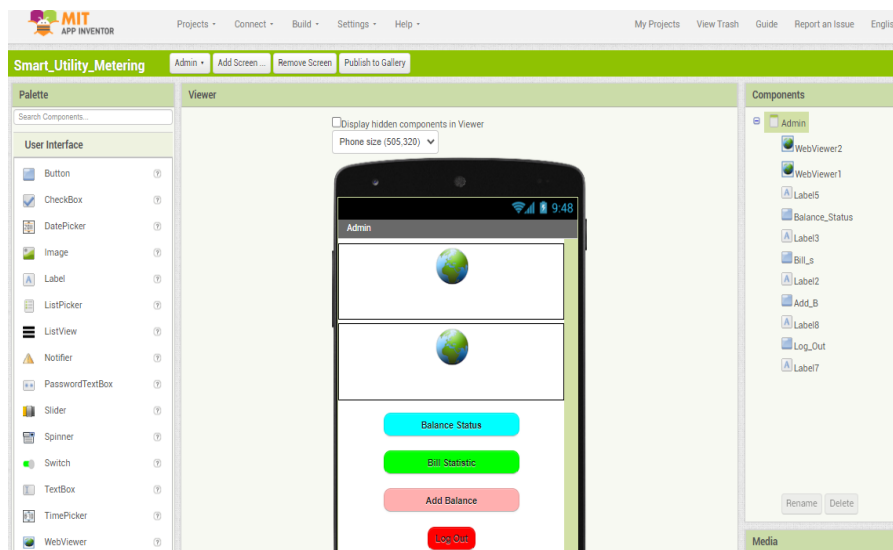 MIT
APP INVENTOR
Projects
Connect
Build
Settings
Help
My Projects
View Trash
Guide
Report an Issue
Smart_Utility_Metering
Admin
Add Screen ...
Remove Screen
Publish to Gallery
Palette
Search Components...
User Interface
Button
CheckBox
DatePicker
Image
Label
ListPicker
ListView
Notifier
PasswordTextBox
Slider
Spinner
Switch
TextBox
TimePicker
WebViewer
Viewer
Display hidden components in Viewer
Phone size (505,320)
9:48
Admin
Balance Status
Bill Statistic
Add Balance
Log Out
Components
Admin
WebViewer2
WebViewer1
Label5
Balance_Status
Label3
Bill_s
Label2
Add_B
Label8
Log_Out
Label7
Rename
Delete
Media